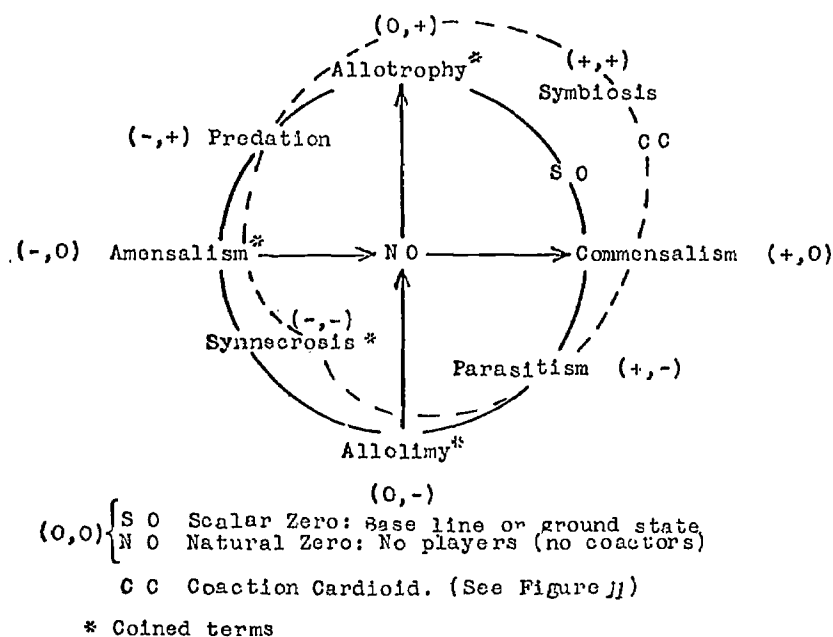 (0,+)
Allotrophy*
(+,+)
Symbiosis
(-,+) Predation
C C
S O
(-,0) Amensalism* N O Commensalism (+,0)
(-,-)
Synnecrosis *
Parasitism (+,-)
Allolimy*
(0,-)
(0,0) { S O Scalar Zero: Base line or ground state
N O Natural Zero: No players (no coactors)
C C Coaction Cardioid. (See Figure 11)
* Coined terms